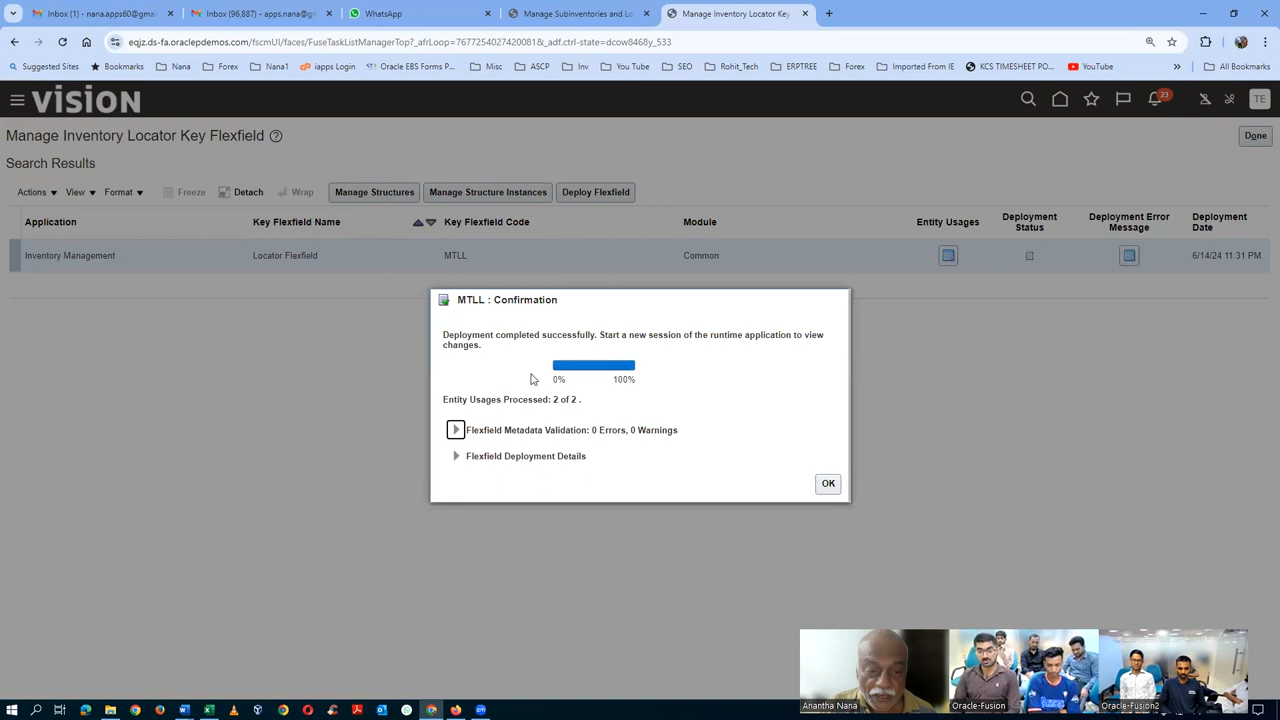 Inbox (1) - nana.apps60@gmai
Inbox (96,887) - apps.nana@gm
WhatsApp
Manage Subinventories and Loc
Manage Inventory Locator Key F
eqjz.ds-fa.oraclepdemos.com/fscmUI/faces/FuseTaskListManagerTop?_afrLoop=7677254027420081&_adf.ctrl-state=dcow8468y_533
Suggested Sites
Bookmarks
Nana
Forex
Nana1
iapps Login
Oracle EBS Forms P...
Misc
ASCP
Inv
You Tube
SEO
Rohit_Tech
ERPTREE
Forex
Imported From IE
KCS TIMESHEET PO...
YouTube
All Bookmarks
VISION
23
TE
Manage Inventory Locator Key Flexfield
Done
Search Results
Actions View Format Freeze Detach Wrap Manage Structures Manage Structure Instances Deploy Flexfield
Application Key Flexfield Name Key Flexfield Code Module Entity Usages Deployment Status Deployment Error Message Deployment Date
Inventory Management Locator Flexfield MTLL Common 6/14/24 11:31 PM
MTLL : Confirmation
Deployment completed successfully. Start a new session of the runtime application to view
changes.
0% 100%
Entity Usages Processed: 2 of 2 .
Flexfield Metadata Validation: 0 Errors, 0 Warnings
Flexfield Deployment Details
OK
Anantha Nana
Oracle-Fusion
Oracle-Fusion2